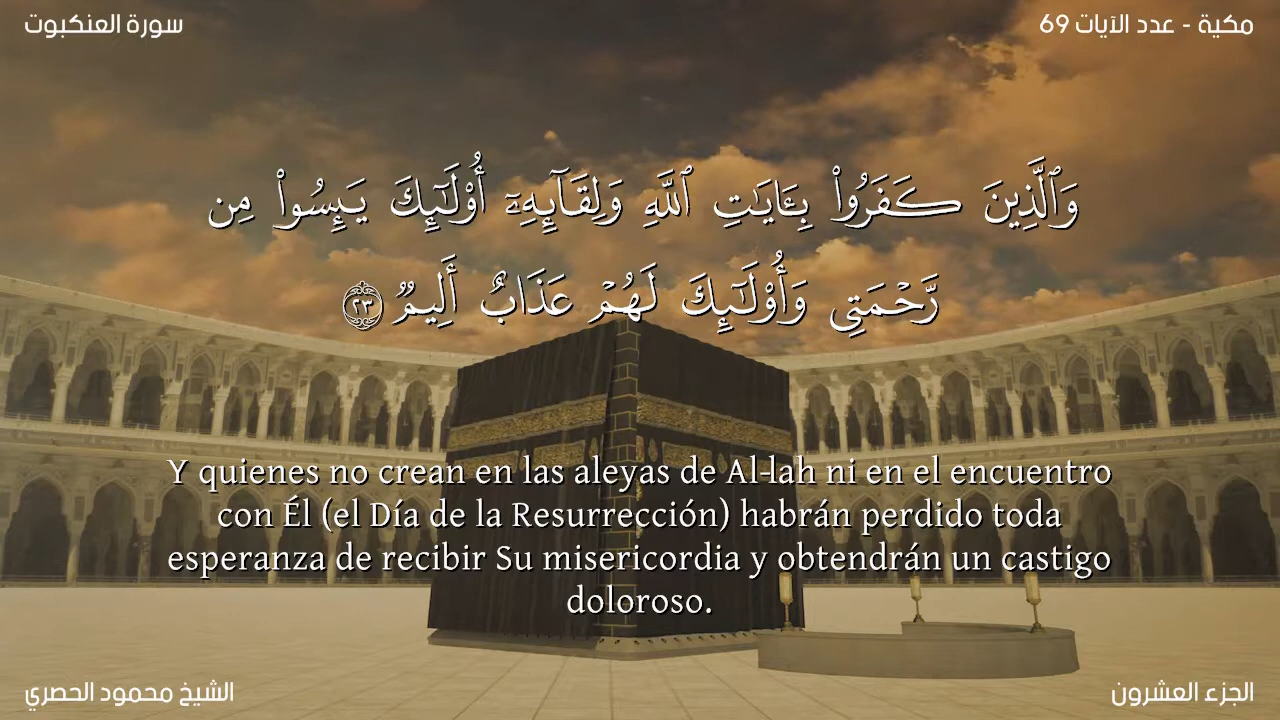 سورة العنكبوت
مكية - عدد الآيات 69
وَٱلَّذِينَ كَفَرُوا۟ بِـَٔايَـٰتِ ٱللَّهِ وَلِقَآئِهِۦٓ أُو۟لَـٰٓئِكَ يَئِسُوا۟ مِن
رَّحْمَتِى وَأُو۟لَـٰٓئِكَ لَهُمْ عَذَابٌ أَلِيمٌ ٢٣
Y quienes no crean en las aleyas de Al-lah ni en el encuentro
con Él (el Día de la Resurrección) habrán perdido toda
esperanza de recibir Su misericordia y obtendrán un castigo
doloroso.
الشيخ محمود الحصري
الجزء العشرون